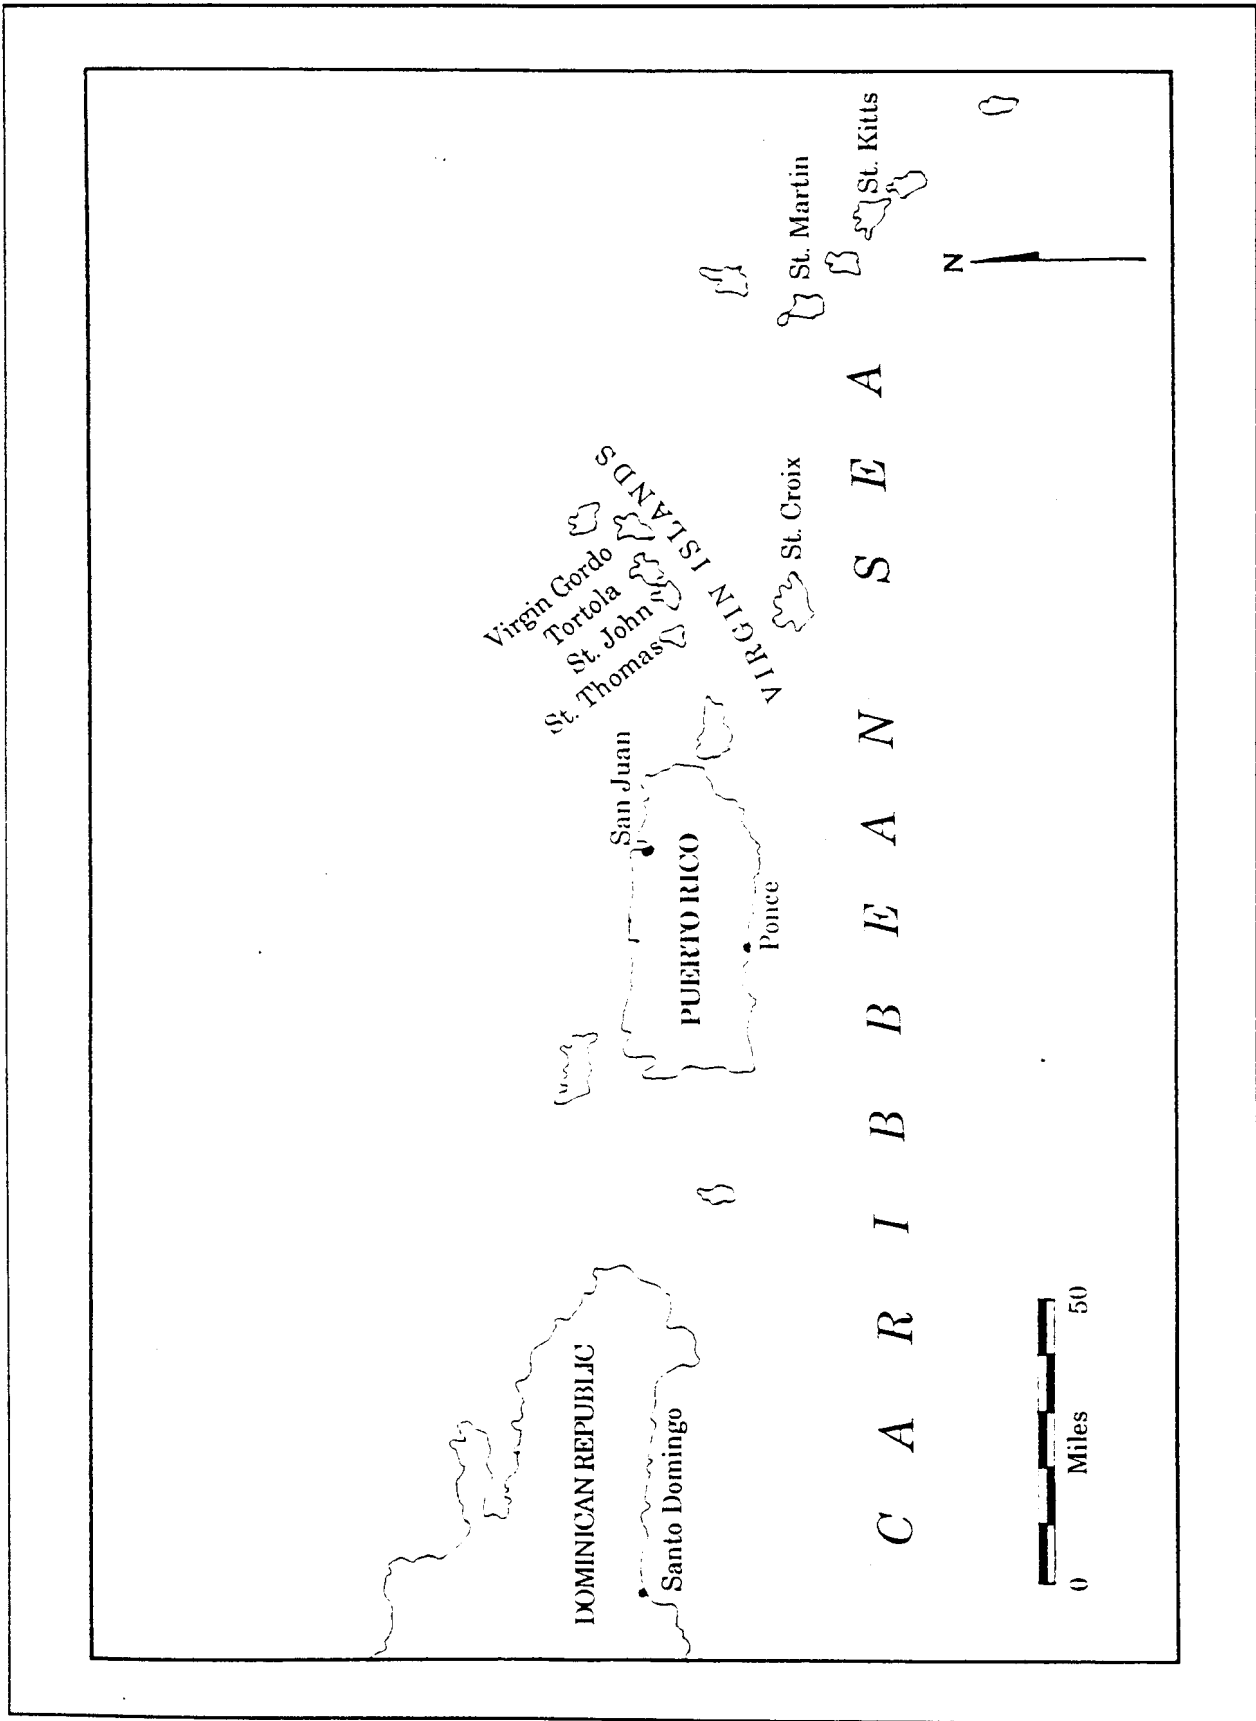 Virgin Gordo
Tortola
St. John
St. Thomas
VIRGIN ISLANDS
San Juan
PUERTO RICO
Ponce
DOMINICAN REPUBLIC
Santo Domingo
St. Croix
St. Martin
St. Kitts
CARIBBEAN SEA
N
0 Miles 50